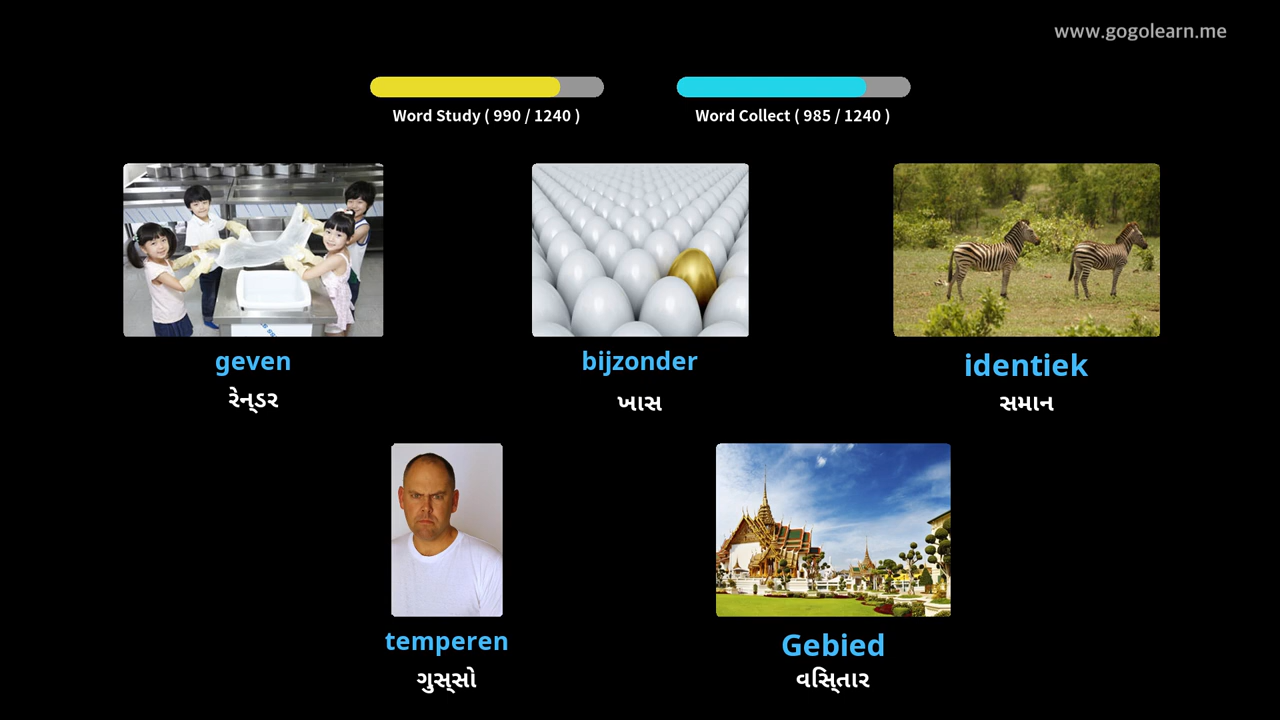 www.gogolearn.me
Word Study ( 990 / 1240 )
Word Collect ( 985 / 1240 )
geven
રેન્ડર
bijzonder
ખાસ
identiek
સમાન
temperen
ગુસ્સો
Gebied
વિસ્તાર